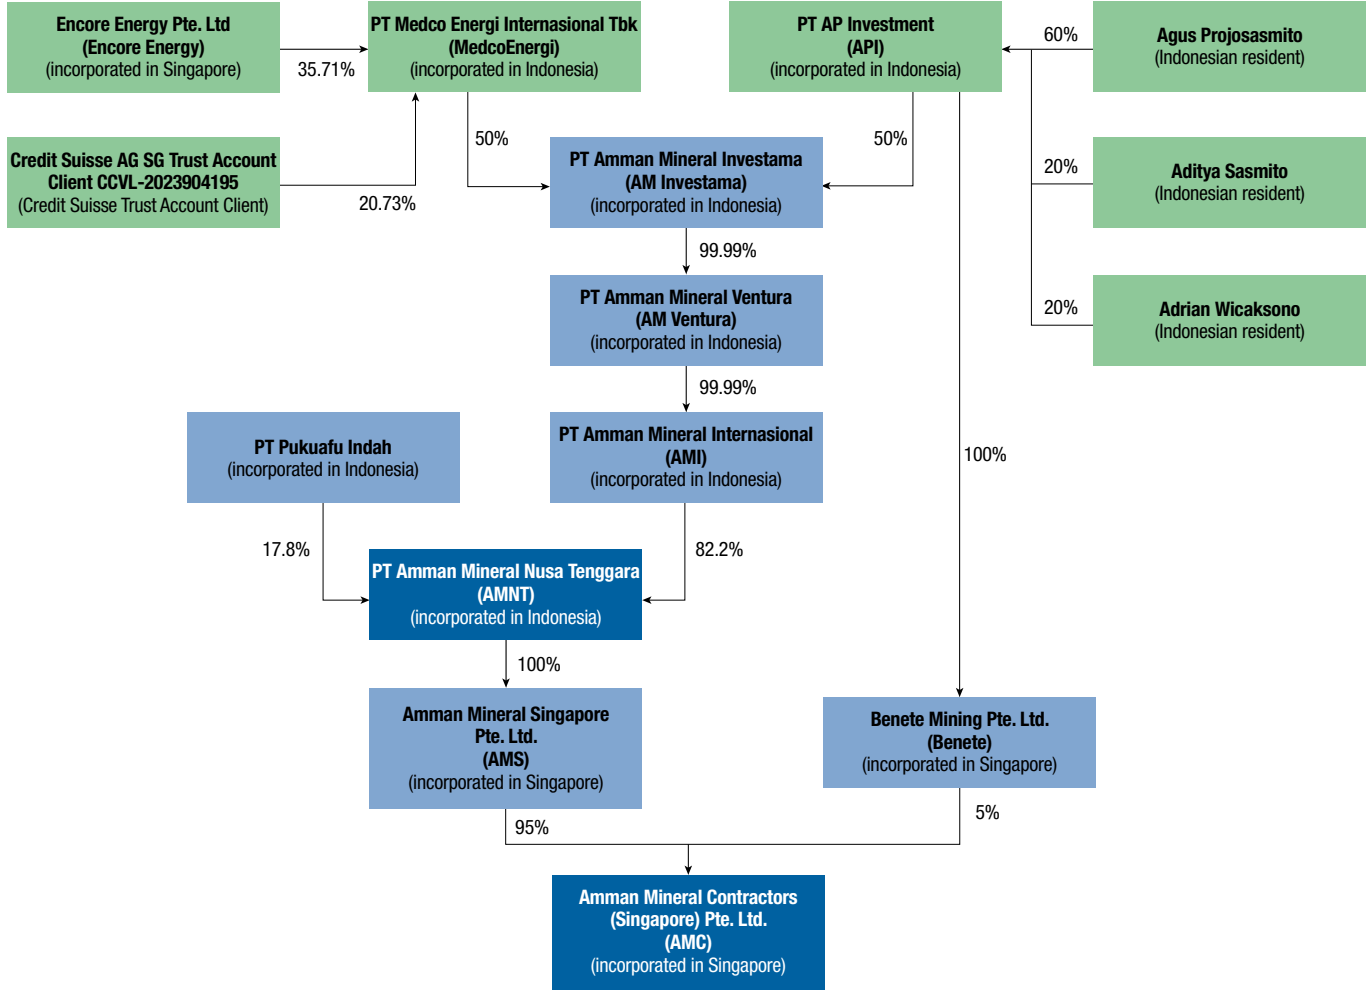 Encore Energy Pte. Ltd
(Encore Energy)
(incorporated in Singapore)
35.71%
PT Medco Energi Internasional Tbk
(MedcoEnergi)
(incorporated in Indonesia)
PT AP Investment
(API)
(incorporated in Indonesia)
60%
Agus Projosasmito
(Indonesian resident)
Credit Suisse AG SG Trust Account
Client CCVL-2023904195
(Credit Suisse Trust Account Client)
20.73%
50%
50%
PT Amman Mineral Investama
(AM Investama)
(incorporated in Indonesia)
20%
Aditya Sasmito
(Indonesian resident)
99.99%
PT Amman Mineral Ventura
(AM Ventura)
(incorporated in Indonesia)
20%
Adrian Wicaksono
(Indonesian resident)
99.99%
PT Pukuafu Indah
(incorporated in Indonesia)
PT Amman Mineral Internasional
(AMI)
(incorporated in Indonesia)
100%
17.8%
82.2%
PT Amman Mineral Nusa Tenggara
(AMNT)
(incorporated in Indonesia)
100%
Amman Mineral Singapore
Pte. Ltd.
(AMS)
(incorporated in Singapore)
Benete Mining Pte. Ltd.
(Benete)
(incorporated in Singapore)
95%
5%
Amman Mineral Contractors
(Singapore) Pte. Ltd.
(AMC)
(incorporated in Singapore)